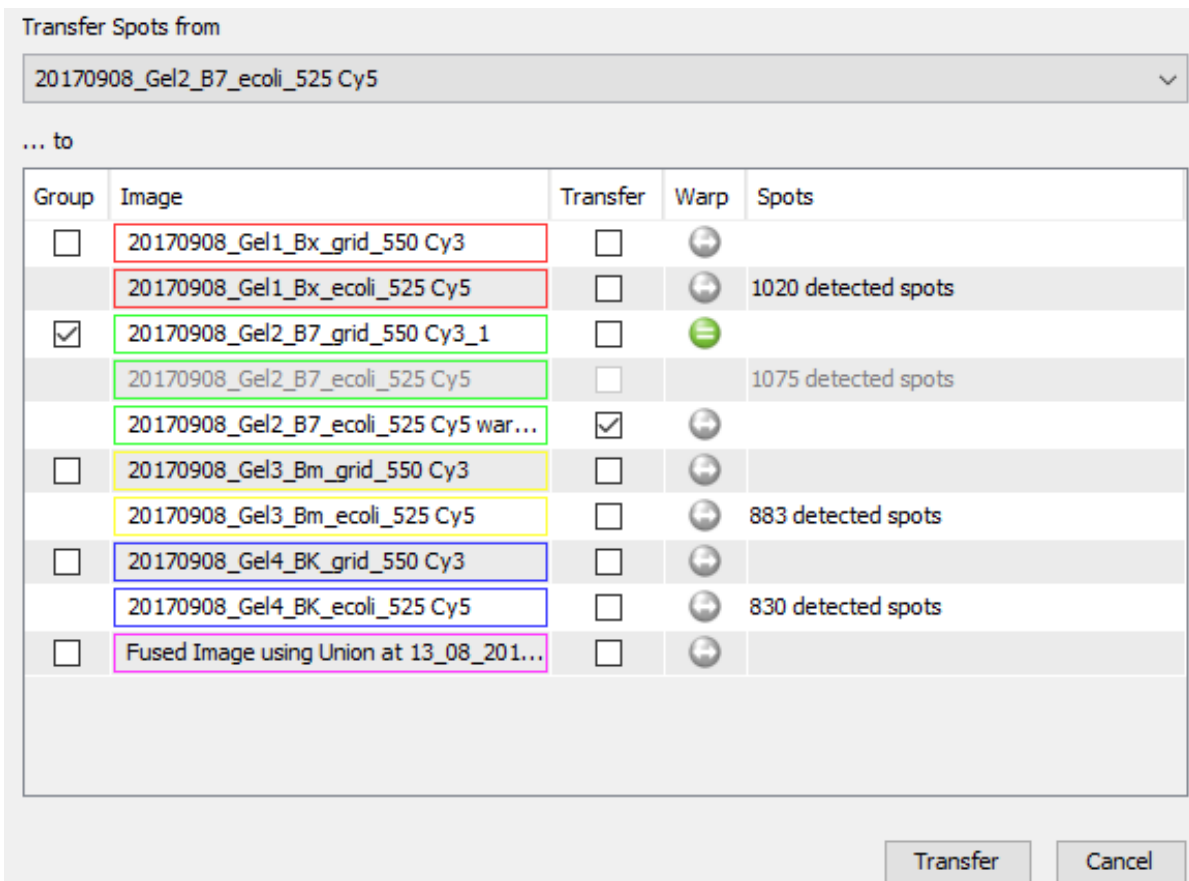 Transfer Spots from
20170908_Gel2_B7_ecoli_525 Cy5
... to
Group Image Transfer Warp Spots
20170908_Gel1_Bx_grid_550 Cy3
20170908_Gel1_Bx_ecoli_525 Cy5 1020 detected spots
20170908_Gel2_B7_grid_550 Cy3_1
20170908_Gel2_B7_ecoli_525 Cy5 1075 detected spots
20170908_Gel2_B7_ecoli_525 Cy5 war...
20170908_Gel3_Bm_grid_550 Cy3
20170908_Gel3_Bm_ecoli_525 Cy5 883 detected spots
20170908_Gel4_BK_grid_550 Cy3
20170908_Gel4_BK_ecoli_525 Cy5 830 detected spots
Fused Image using Union at 13_08_201...
Transfer Cancel